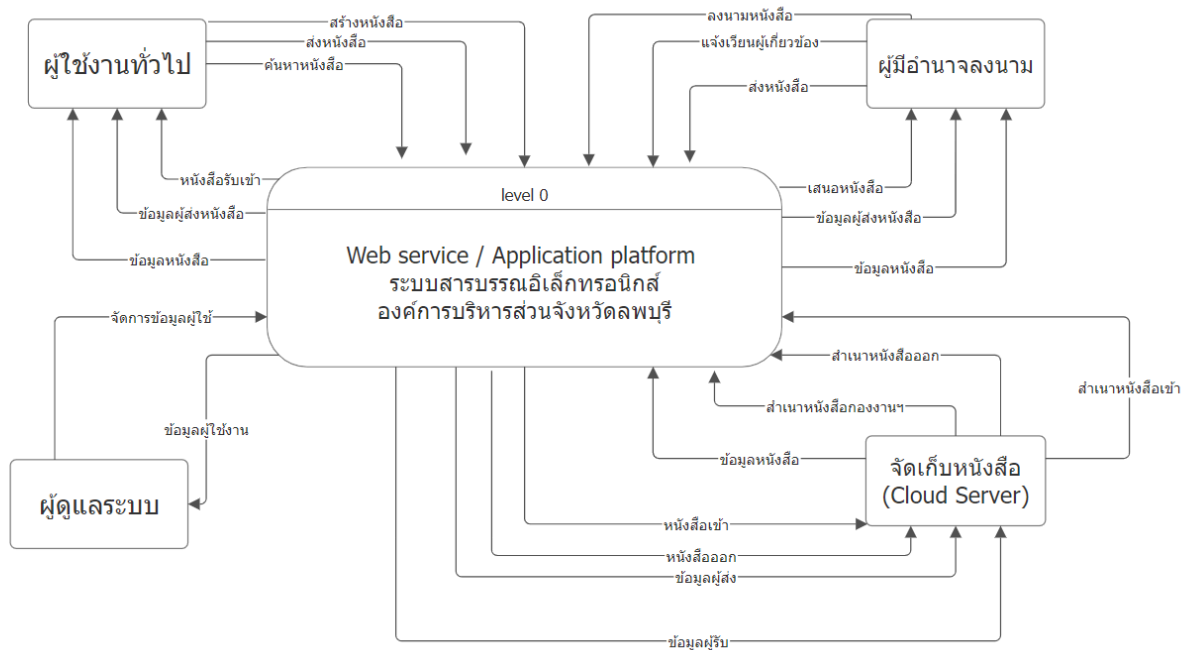 สร้างหนังสือ
ส่งหนังสือ
ค้นหาหนังสือ
ผู้ใช้งานทั่วไป
ลงนามหนังสือ
แจ้งเวียนผู้เกี่ยวข้อง
ส่งหนังสือ
ผู้มีอำนาจลงนาม
หนังสือรับเข้า
ข้อมูลผู้ส่งหนังสือ
ข้อมูลหนังสือ
level 0
Web service / Application platform
ระบบสารบรรณอิเล็กทรอนิกส์
องค์การบริหารส่วนจังหวัดลพบุรี
เสนอหนังสือ
ข้อมูลผู้ส่งหนังสือ
ข้อมูลหนังสือ
จัดการข้อมูลผู้ใช้
ข้อมูลผู้ใช้งาน
ผู้ดูแลระบบ
สำเนาหนังสือออก
สำเนาหนังสือเข้า
สำเนาหนังสือกองงานฯ
ข้อมูลหนังสือ
จัดเก็บหนังสือ
(Cloud Server)
หนังสือเข้า
หนังสือออก
ข้อมูลผู้ส่ง
ข้อมูลผู้รับ